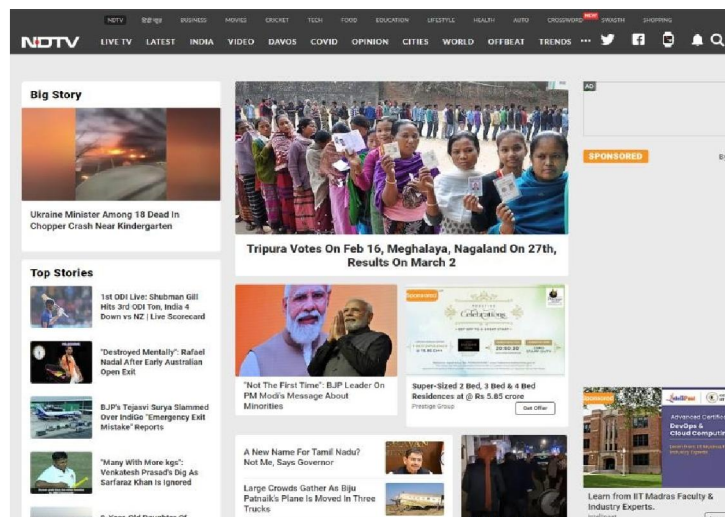 NDTV
BUSINESS
MOVIES
CRICKET
TECH
FOOD
EDUCATION
LIFESTYLE
HEALTH
AUTO
CROSSWORD
NEW
SWASTH
SHOPPING
NDTV
LIVE TV
LATEST
INDIA
VIDEO
DAVOS
COVID
OPINION
CITIES
WORLD
OFFBEAT
TRENDS
Big Story
Ukraine Minister Among 18 Dead In
Chopper Crash Near Kindergarten
Top Stories
1st ODI Live: Shubman Gill
Hits 3rd ODI Ton, India 4
Down vs NZ | Live Scorecard
"Destroyed Mentally": Rafael
Nadal After Early Australian
Open Exit
BJP's Tejasvi Surya Slammed
Over IndiGo "Emergency Exit
Mistake" Reports
"Many With More kgs":
Venkatesh Prasad's Dig As
Sarfaraz Khan Is Ignored
Tripura Votes On Feb 16, Meghalaya, Nagaland On 27th,
Results On March 2
"Not The First Time": BJP Leader On
PM Modi's Message About
Minorities
Sponsored
Celebrations
Super-Sized 2 Bed, 3 Bed & 4 Bed
Residences at @ Rs 5.85 crore
Prestige Group
Get Offer
A New Name For Tamil Nadu?
Not Me, Says Governor
Large Crowds Gather As Biju
Patnaik's Plane Is Moved In Three
Trucks
AD
SPONSORED
Sponsored
Advanced Certific
DevOps &
Cloud Computin
Learn from IIT Madras Faculty &
Industry Experts.